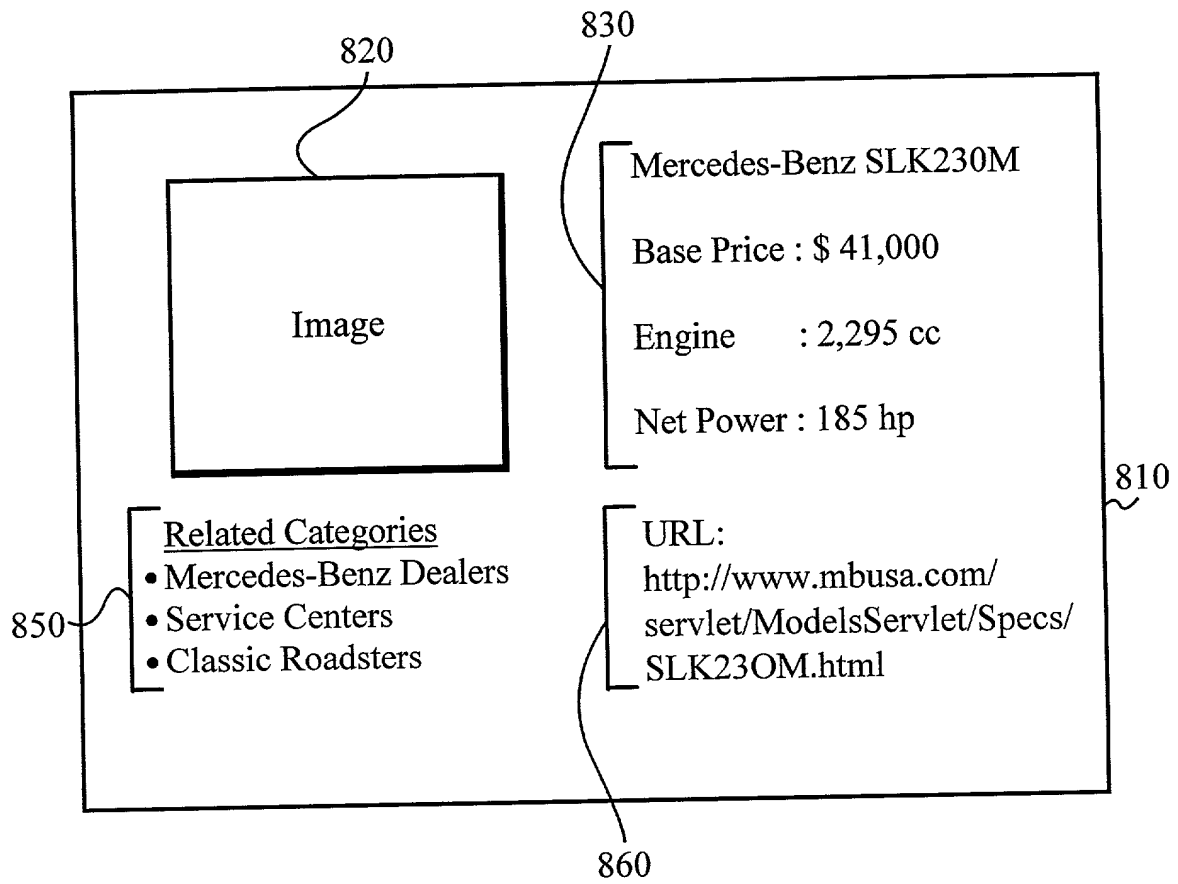 820
830
Image
Mercedes-Benz SLK230M
Base Price : $ 41,000
Engine : 2,295 cc
Net Power : 185 hp
810
850
Related Categories
• Mercedes-Benz Dealers
• Service Centers
• Classic Roadsters
URL:
http://www.mbusa.com/
servlet/ModelsServlet/Specs/
SLK23OM.html
860